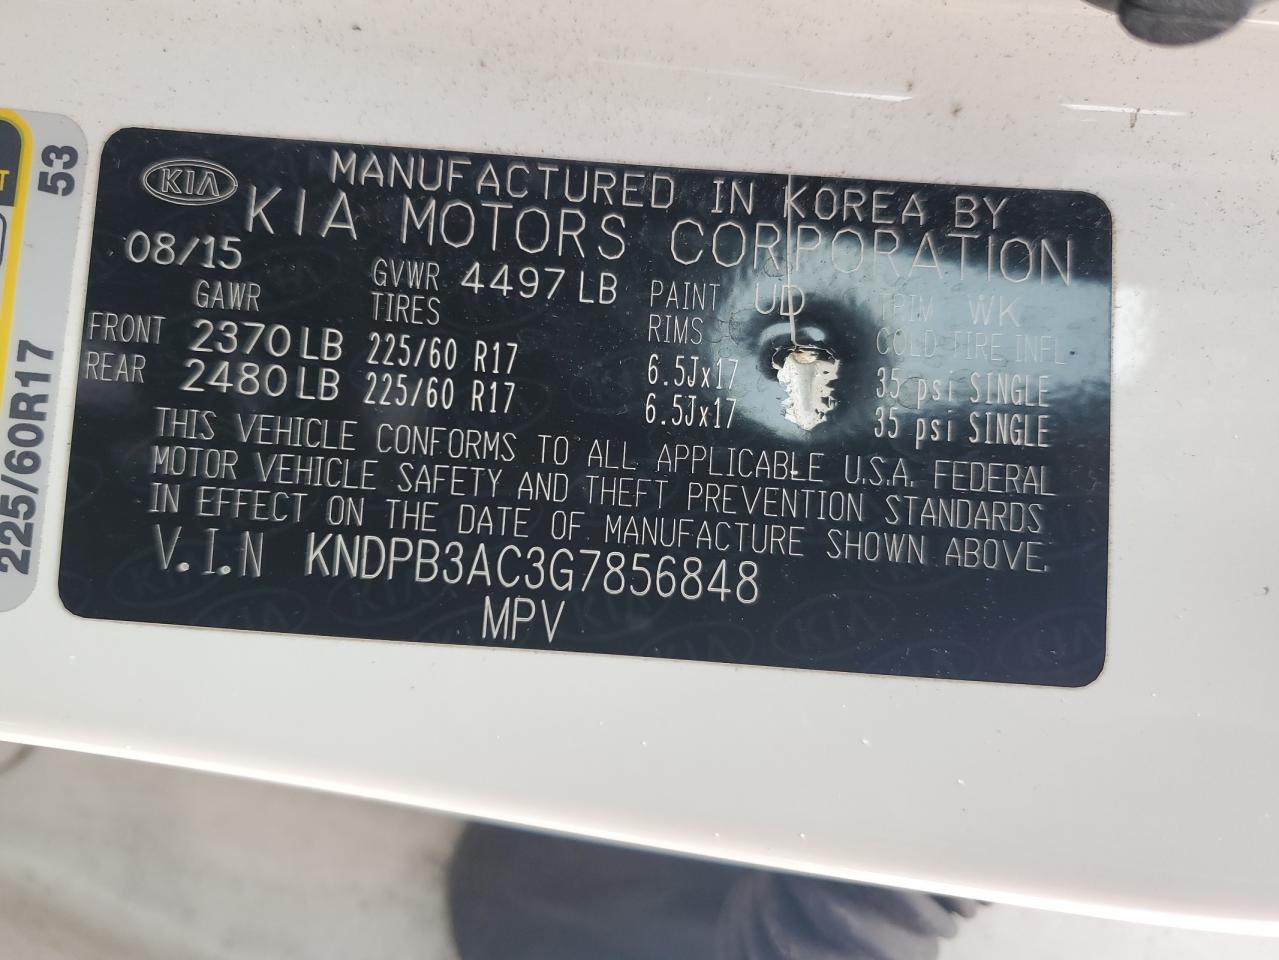 KIA
MANUFACTURED IN KOREA BY
KIA MOTORS CORPORATION
08/15 GVWR 4497 LB PAINT UD TRIM WK
GAWR TIRES RIMS COLD TIRE INFL
FRONT 2370 LB 225/60 R17 6.5Jx17 35 psi SINGLE
REAR 2480 LB 225/60 R17 6.5Jx17 35 psi SINGLE
THIS VEHICLE CONFORMS TO ALL APPLICABLE U.S.A. FEDERAL
MOTOR VEHICLE SAFETY AND THEFT PREVENTION STANDARDS
IN EFFECT ON THE DATE OF MANUFACTURE SHOWN ABOVE.
V.I.N KNDPB3AC3G7856848
MPV
225/60R17 53